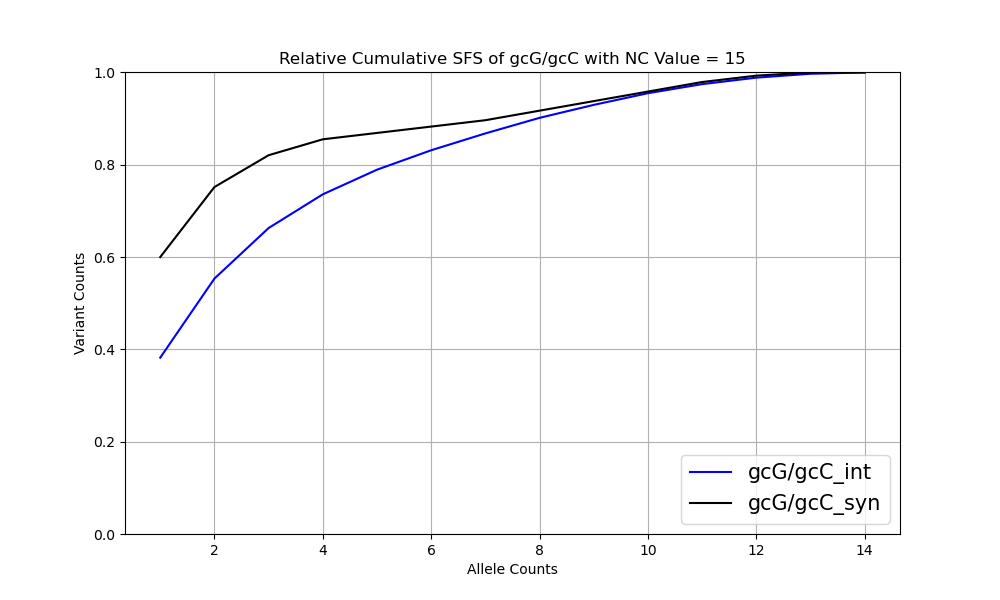 Relative Cumulative SFS of gcG/gcC with NC Value = 15
1.0
0.8
0.6
0.4
0.2
0.0
Variant Counts
gcG/gcC_int
gcG/gcC_syn
2 4 6 8 10 12 14
Allele Counts